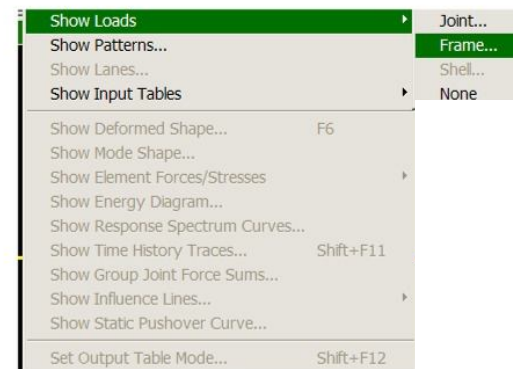 Show Loads
Show Patterns...
Show Lanes...
Show Input Tables
Show Deformed Shape... F6
Show Mode Shape...
Show Element Forces/Stresses
Show Energy Diagram...
Show Response Spectrum Curves...
Show Time History Traces... Shift+F11
Show Group Joint Force Sums...
Show Influence Lines...
Show Static Pushover Curve...
Set Output Table Mode... Shift+F12
Joint...
Frame...
Shell...
None